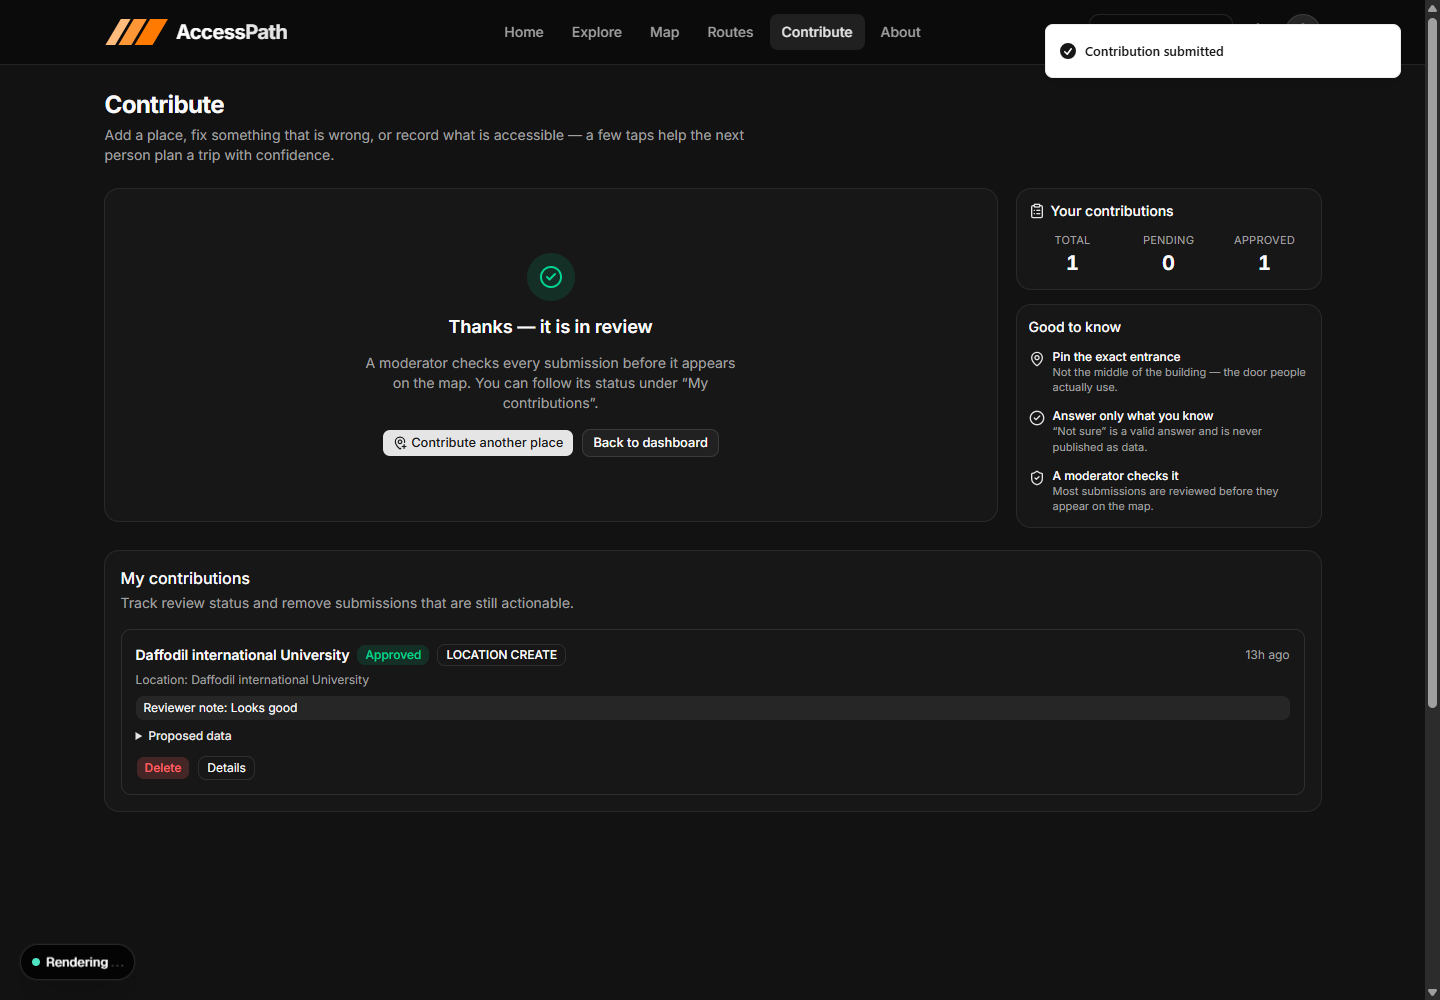 AccessPath
Home
Explore
Map
Routes
Contribute
About
Contribution submitted
Contribute
Add a place, fix something that is wrong, or record what is accessible — a few taps help the next
person plan a trip with confidence.
Thanks — it is in review
A moderator checks every submission before it appears
on the map. You can follow its status under "My
contributions".
Contribute another place
Back to dashboard
Your contributions
TOTAL
PENDING
APPROVED
1
0
1
Good to know
Pin the exact entrance
Not the middle of the building — the door people
actually use.
Answer only what you know
“Not sure” is a valid answer and is never
published as data.
A moderator checks it
Most submissions are reviewed before they
appear on the map.
My contributions
Track review status and remove submissions that are still actionable.
Daffodil international University
Approved
LOCATION CREATE
13h ago
Location: Daffodil international University
Reviewer note: Looks good
Proposed data
Delete
Details
Rendering ...